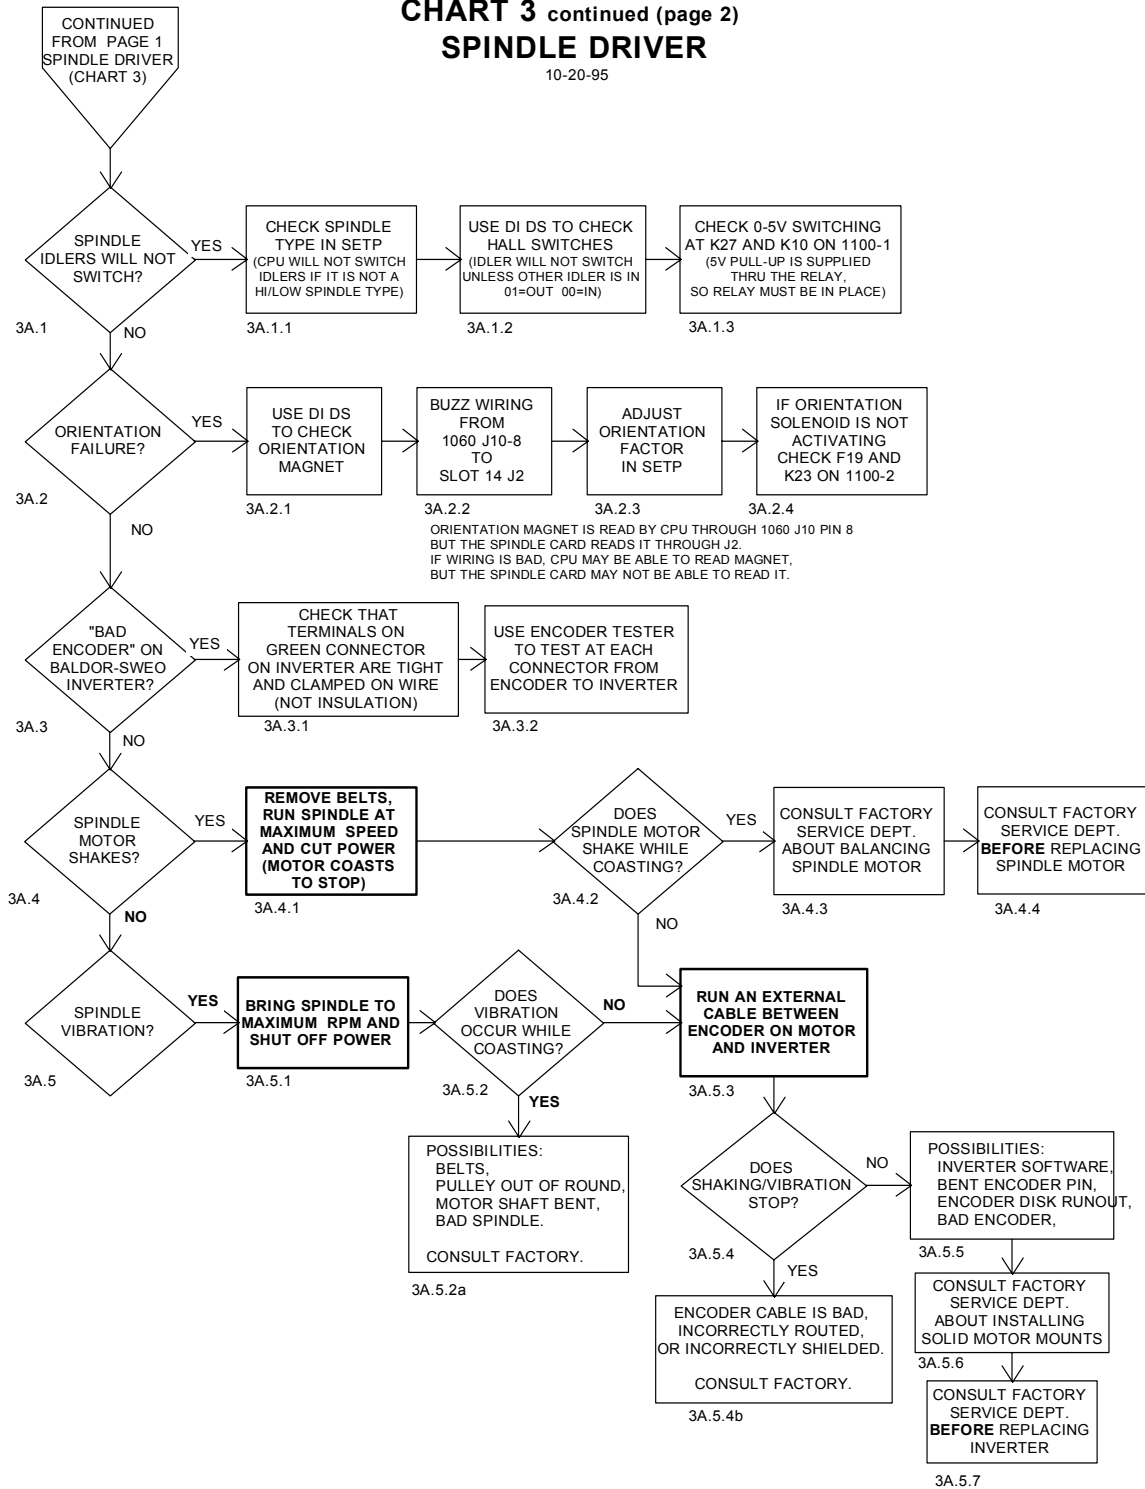 CHART 3 continued (page 2)
SPINDLE DRIVER
10-20-95
CONTINUED
FROM PAGE 1
SPINDLE DRIVER
(CHART 3)
SPINDLE
IDLERS WILL NOT
SWITCH?
YES
3A.1
NO
CHECK SPINDLE
TYPE IN SETP
(CPU WILL NOT SWITCH
IDLERS IF IT IS NOT A
HI/LOW SPINDLE TYPE)
3A.1.1
USE DI DS TO CHECK
HALL SWITCHES
(IDLER WILL NOT SWITCH
UNLESS OTHER IDLER IS IN
01=OUT 00=IN)
3A.1.2
CHECK 0-5V SWITCHING
AT K27 AND K10 ON 1100-1
(5V PULL-UP IS SUPPLIED
THRU THE RELAY,
SO RELAY MUST BE IN PLACE)
3A.1.3
ORIENTATION
FAILURE?
YES
3A.2
NO
USE DI DS
TO CHECK
ORIENTATION
MAGNET
3A.2.1
BUZZ WIRING
FROM
1060 J10-8
TO
SLOT 14 J2
3A.2.2
ADJUST
ORIENTATION
FACTOR
IN SETP
3A.2.3
IF ORIENTATION
SOLENOID IS NOT
ACTIVATING
CHECK F19 AND
K23 ON 1100-2
3A.2.4
ORIENTATION MAGNET IS READ BY CPU THROUGH 1060 J10 PIN 8
BUT THE SPINDLE CARD READS IT THROUGH J2.
IF WIRING IS BAD, CPU MAY BE ABLE TO READ MAGNET,
BUT THE SPINDLE CARD MAY NOT BE ABLE TO READ IT.
"BAD
ENCODER" ON
BALDOR-SWEO
INVERTER?
YES
3A.3
NO
CHECK THAT
TERMINALS ON
GREEN CONNECTOR
ON INVERTER ARE TIGHT
AND CLAMPED ON WIRE
(NOT INSULATION)
3A.3.1
USE ENCODER TESTER
TO TEST AT EACH
CONNECTOR FROM
ENCODER TO INVERTER
3A.3.2
SPINDLE
MOTOR
SHAKES?
YES
3A.4
NO
REMOVE BELTS,
RUN SPINDLE AT
MAXIMUM SPEED
AND CUT POWER
(MOTOR COASTS
TO STOP)
3A.4.1
DOES
SPINDLE MOTOR
SHAKE WHILE
COASTING?
YES
3A.4.2
NO
CONSULT FACTORY
SERVICE DEPT.
ABOUT BALANCING
SPINDLE MOTOR
3A.4.3
CONSULT FACTORY
SERVICE DEPT.
BEFORE REPLACING
SPINDLE MOTOR
3A.4.4
SPINDLE
VIBRATION?
YES
3A.5
BRING SPINDLE TO
MAXIMUM RPM AND
SHUT OFF POWER
3A.5.1
DOES
VIBRATION
OCCUR WHILE
COASTING?
NO
3A.5.2
YES
POSSIBILITIES:
BELTS,
PULLEY OUT OF ROUND,
MOTOR SHAFT BENT,
BAD SPINDLE.
CONSULT FACTORY.
3A.5.2a
RUN AN EXTERNAL
CABLE BETWEEN
ENCODER ON MOTOR
AND INVERTER
3A.5.3
DOES
SHAKING/VIBRATION
STOP?
NO
3A.5.4
YES
ENCODER CABLE IS BAD,
INCORRECTLY ROUTED,
OR INCORRECTLY SHIELDED.
CONSULT FACTORY.
3A.5.4b
POSSIBILITIES:
INVERTER SOFTWARE,
BENT ENCODER PIN,
ENCODER DISK RUNOUT,
BAD ENCODER,
3A.5.5
CONSULT FACTORY
SERVICE DEPT.
ABOUT INSTALLING
SOLID MOTOR MOUNTS
3A.5.6
CONSULT FACTORY
SERVICE DEPT.
BEFORE REPLACING
INVERTER
3A.5.7